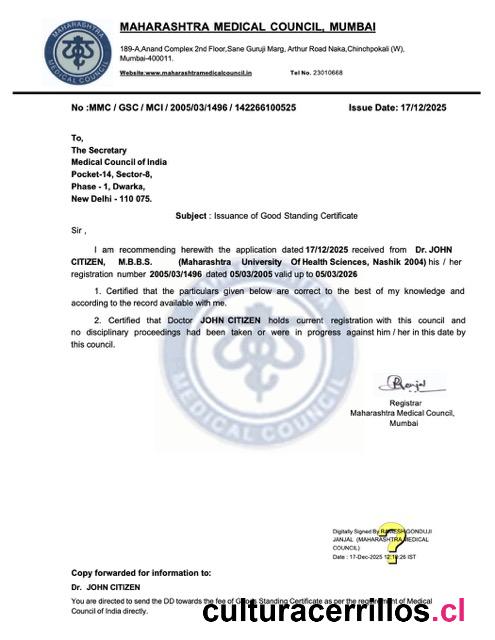 MAHARASHTRA MEDICAL COUNCIL, MUMBAI
189-A,Anand Complex 2nd Floor,Sane Guruji Marg, Arthur Road Naka,Chinchpokali (W),
Mumbai-400011.
Website:www.maharashtramedicalcouncil.in Tel No. 23010668
MAHARASHTRA
MEDICAL COUNCIL
No :MMC / GSC / MCI / 2005/03/1496 / 142266100525 Issue Date: 17/12/2025
To,
The Secretary
Medical Council of India
Pocket-14, Sector-8,
Phase - 1, Dwarka,
New Delhi - 110 075.
Subject : Issuance of Good Standing Certificate
Sir ,
I am recommending herewith the application dated 17/12/2025 received from Dr. JOHN
CITIZEN, M.B.B.S. (Maharashtra University Of Health Sciences, Nashik 2004) his / her
registration number 2005/03/1496 dated 05/03/2005 valid up to 05/03/2026
1. Certified that the particulars given below are correct to the best of my knowledge and
according to the record available with me.
2. Certified that Doctor JOHN CITIZEN holds current registration with this council and
no disciplinary proceedings had been taken or were in progress against him / her in this date by
this council.
MEDICAL COUNCIL
Registrar
Maharashtra Medical Council,
Mumbai
Digitally Signed By RAMESH GONDUJI
JANJAL (MAHARASHTRA MEDICAL
COUNCIL)
Date : 17-Dec-2025 IST
?
Copy forwarded for information to:
Dr. JOHN CITIZEN
You are directed to send the DD towards the fee of Good Standing Certificate as per the requirement of Medical
Council of India directly.
culturacerrillos.cl